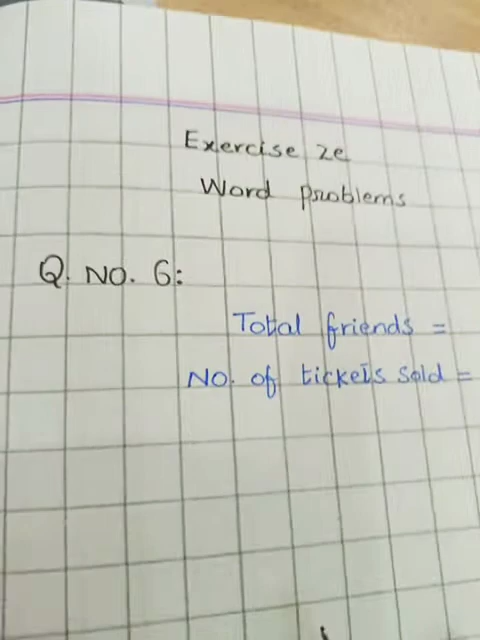 Exercise 2e
Word problems
Q. NO. 6:
Total friends =
NO. of tickets sold =